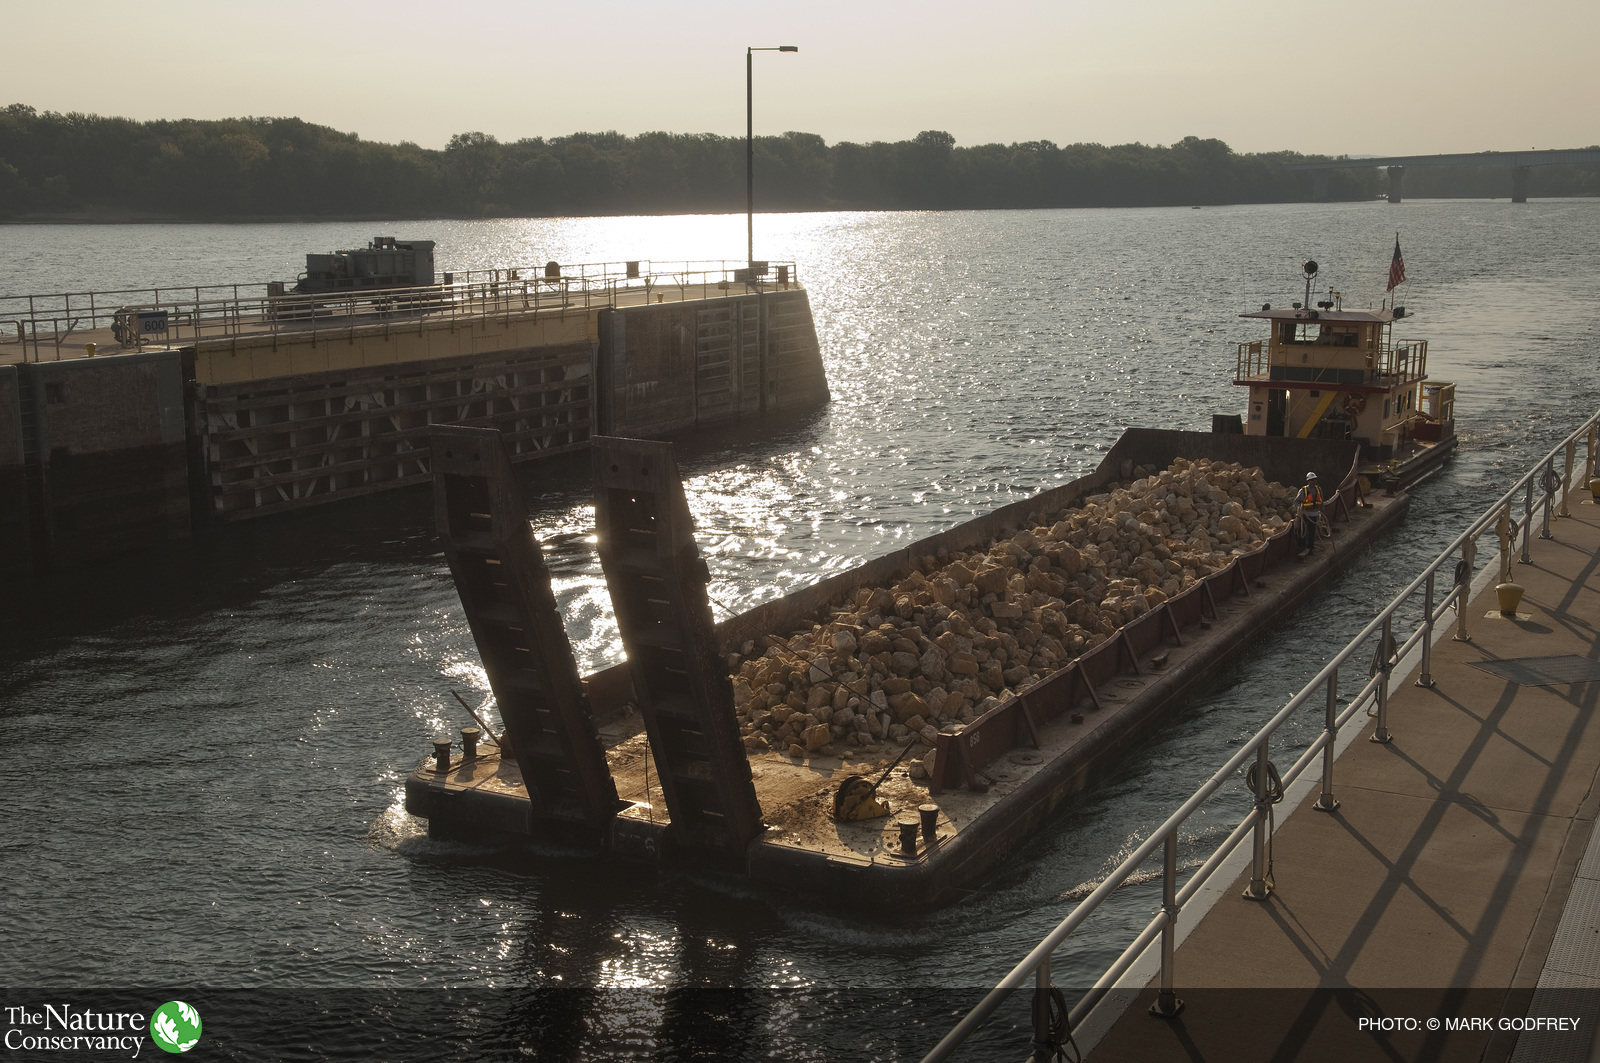 600
The Nature
Conservancy
PHOTO: © MARK GODFREY